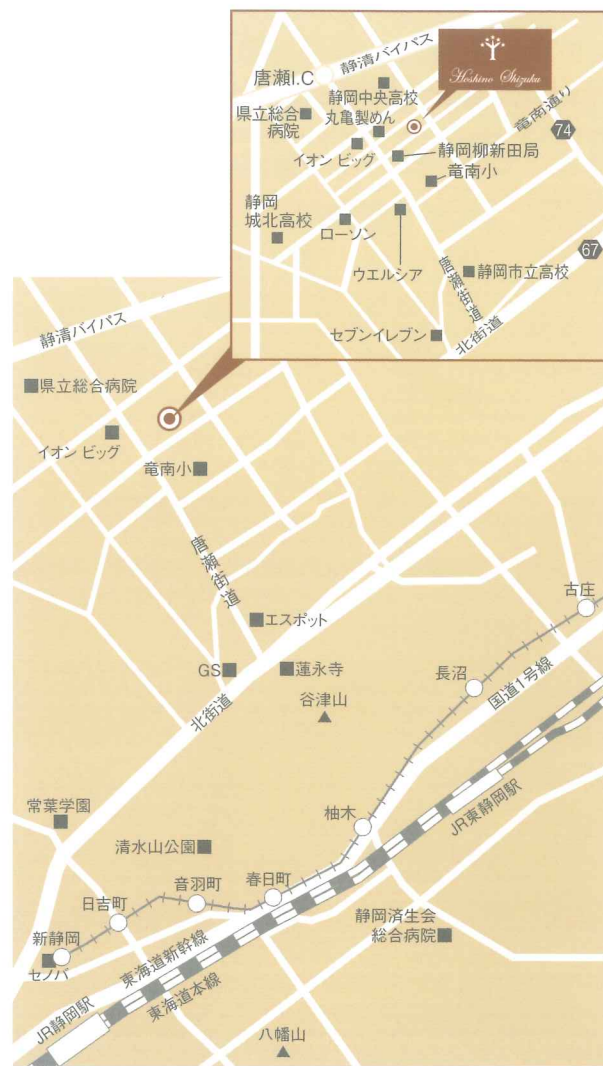 Hoshino Shizuku
静清バイパス
唐瀬I.C
静岡中央高校
県立総合
病院
丸亀製めん
竜南通り
74
イオン ビッグ
静岡柳新田局
竜南小
静岡
城北高校
ローソン
ウエルシア
唐瀬街道
67
静岡市立高校
北街道
セブンイレブン
静清バイパス
県立総合病院
イオン ビッグ
竜南小
唐瀬街道
エスポット
古庄
GS
蓮永寺
長沼
国道1号線
谷津山
北街道
常葉学園
柚木
JR東静岡駅
清水山公園
音羽町
春日町
日吉町
静岡済生会
総合病院
新静岡
セノバ
東海道新幹線
東海道本線
JR静岡駅
八幡山